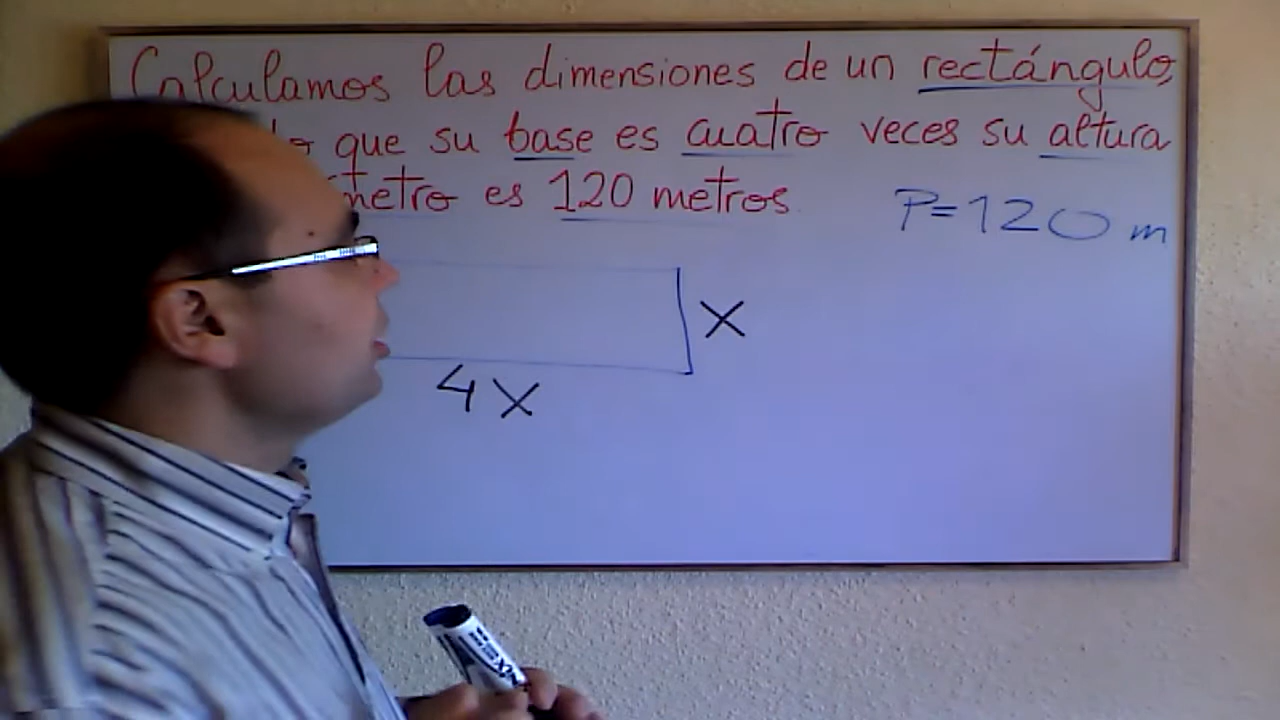 Calculamos las dimensiones de un rectángulo,
que su base es cuatro veces su altura
es 120 metros.
P=120 m
x
4x